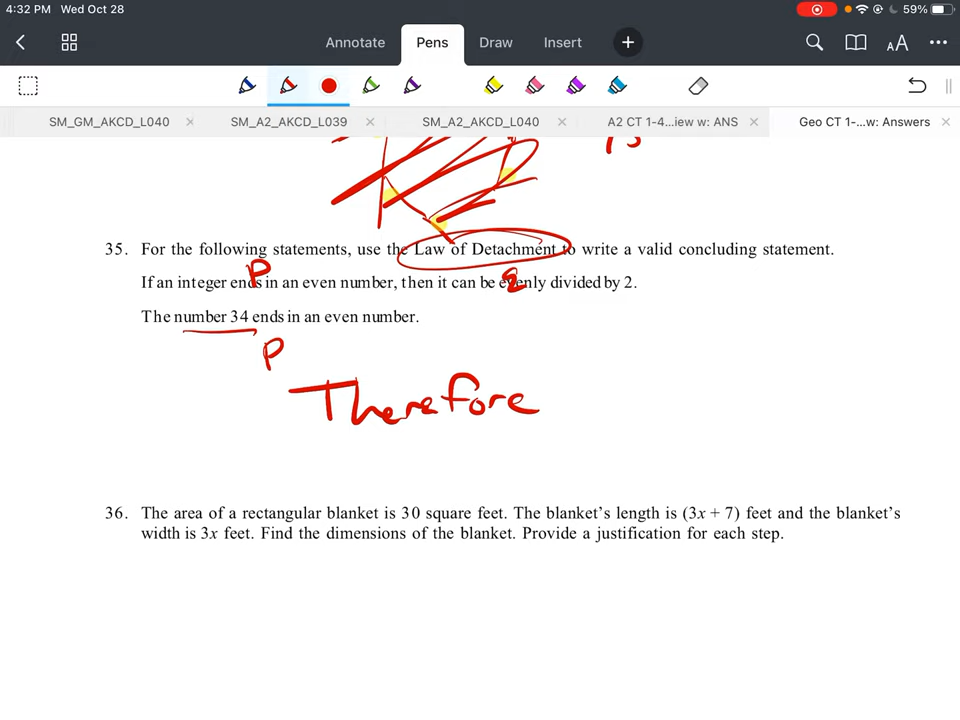 4:32 PM Wed Oct 28 59%
Annotate Pens Draw Insert
AA
SM_GM_AKCD_L040 × SM_A2_AKCD_L039 × SM_A2_AKCD_L040 × A2 CT 1-4...iew w: ANS × Geo CT 1-...w: Answers ×
35. For the following statements, use the Law of Detachment to write a valid concluding statement.
P
If an integer ends in an even number, then it can be evenly divided by 2.
The number 34 ends in an even number.
P
Therefore
36. The area of a rectangular blanket is 30 square feet. The blanket's length is (3x + 7) feet and the blanket's
width is 3x feet. Find the dimensions of the blanket. Provide a justification for each step.